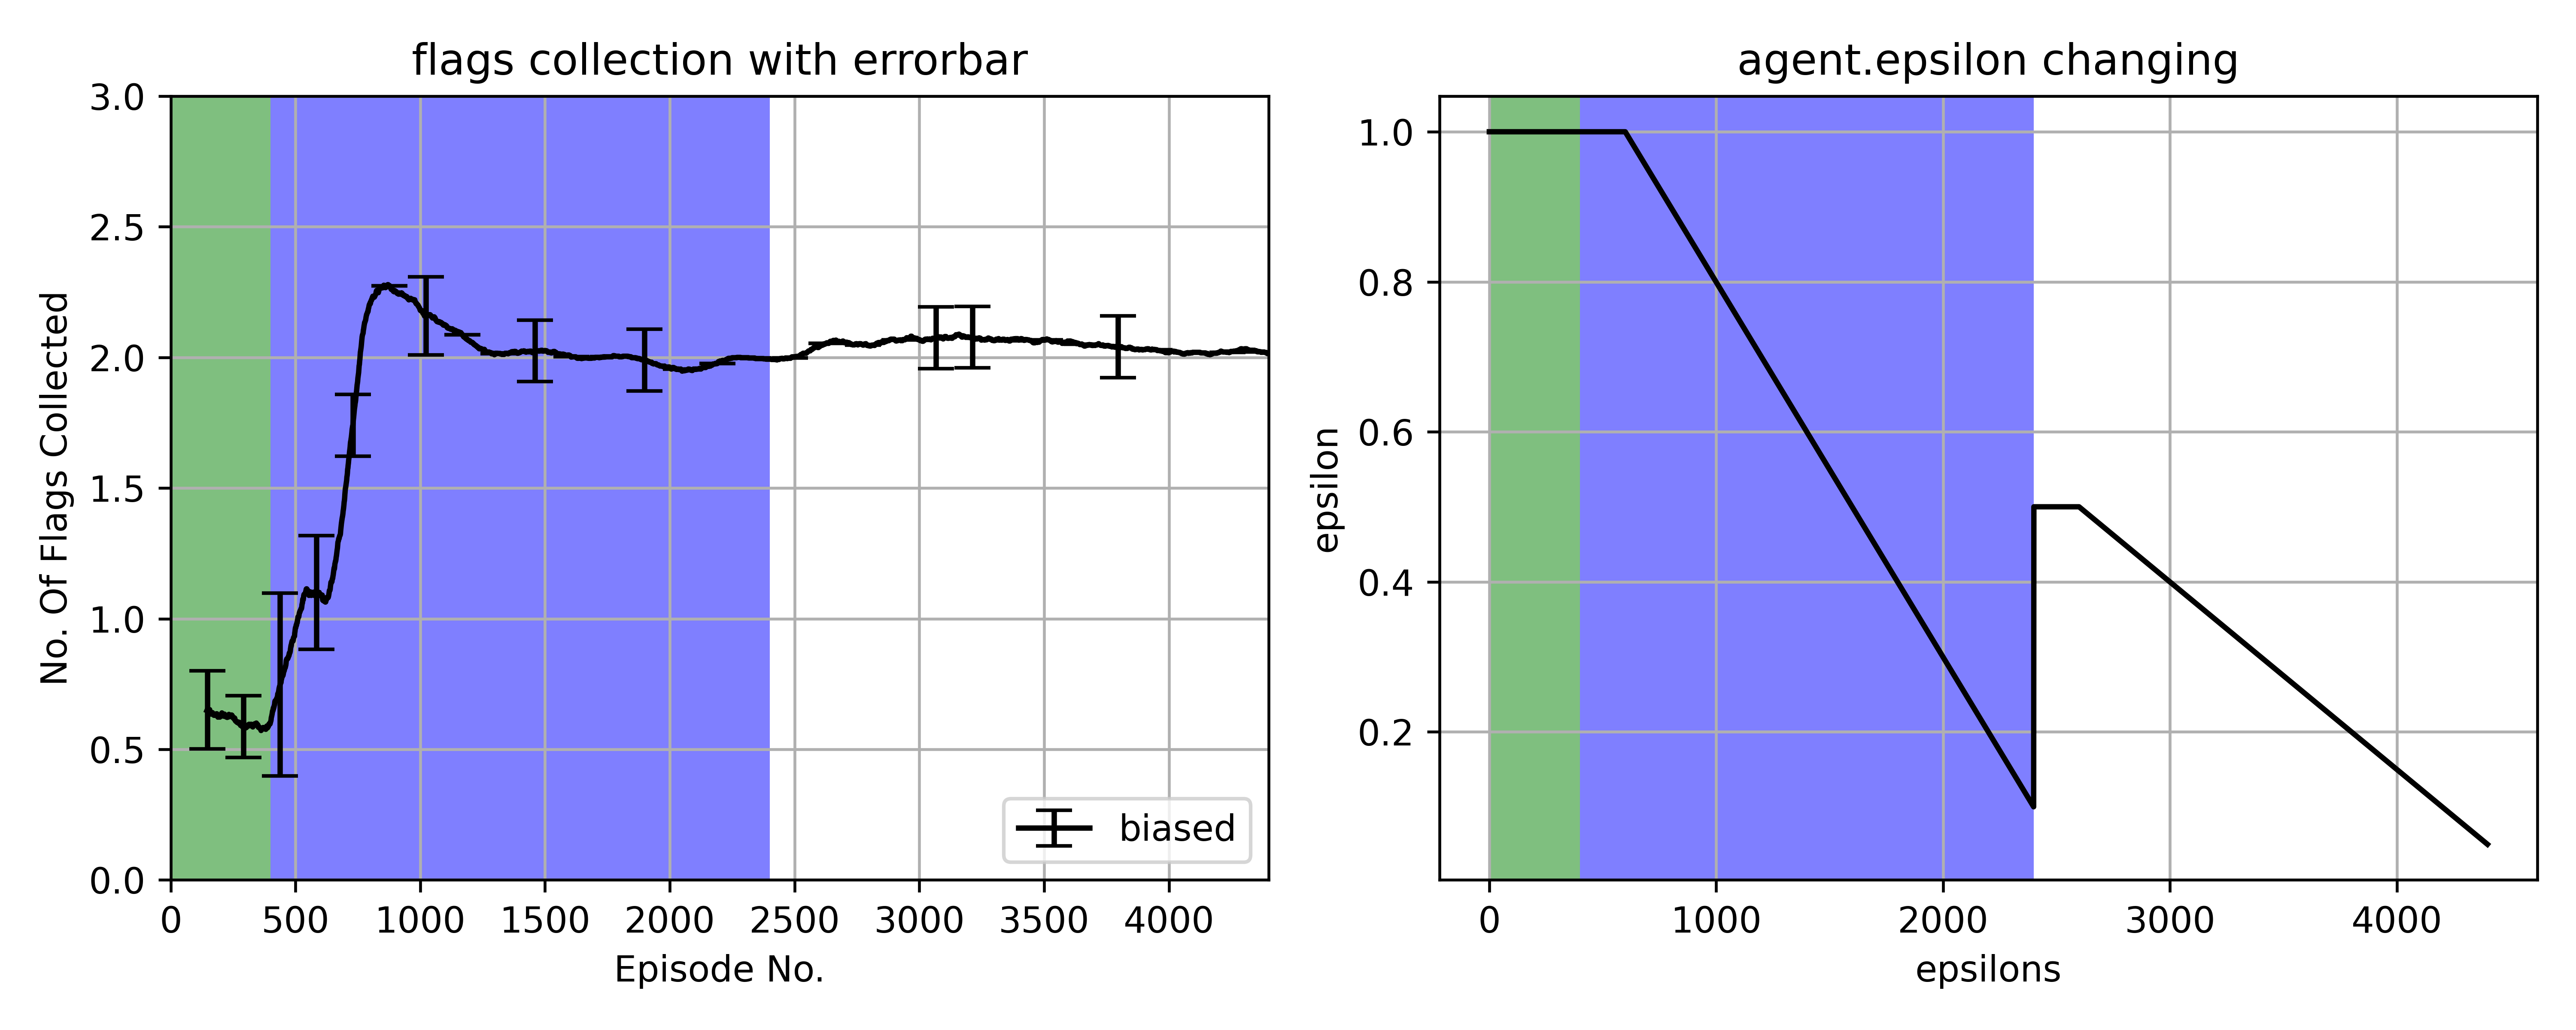 flags collection with errorbar
3.0
2.5
2.0
1.5
1.0
0.5
0.0
No. Of Flags Collected
0 500 1000 1500 2000 2500 3000 3500 4000
Episode No.
biased
agent.epsilon changing
1.0
0.8
0.6
0.4
0.2
epsilon
0 1000 2000 3000 4000
epsilons